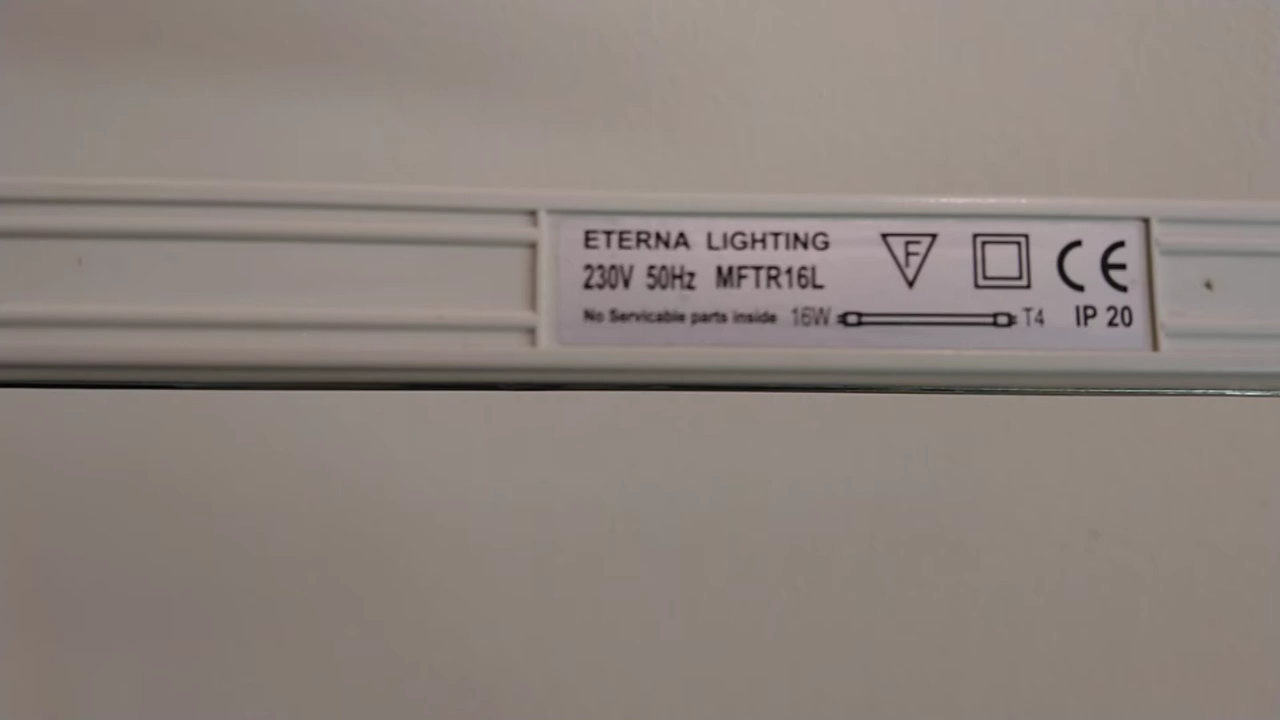 ETERNA LIGHTING
230V 50Hz MFTR16L
F
CE
No Servicable parts inside 16W T4 IP 20